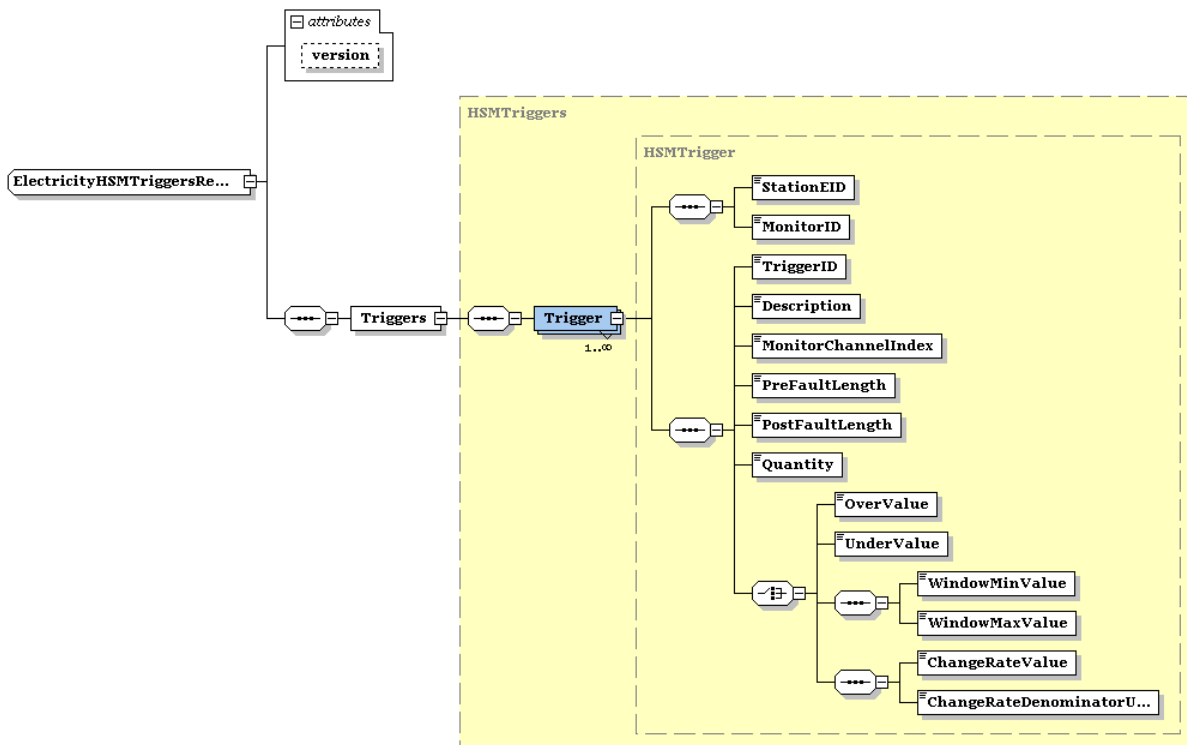 attributes
version
HSMTriggers
HSMTrigger
ElectricityHSMTriggersRe...
StationEID
MonitorID
TriggerID
Triggers
Trigger
1..∞
Description
MonitorChannelIndex
PreFaultLength
PostFaultLength
Quantity
OverValue
UnderValue
WindowMinValue
WindowMaxValue
ChangeRateValue
ChangeRateDenominatorU...